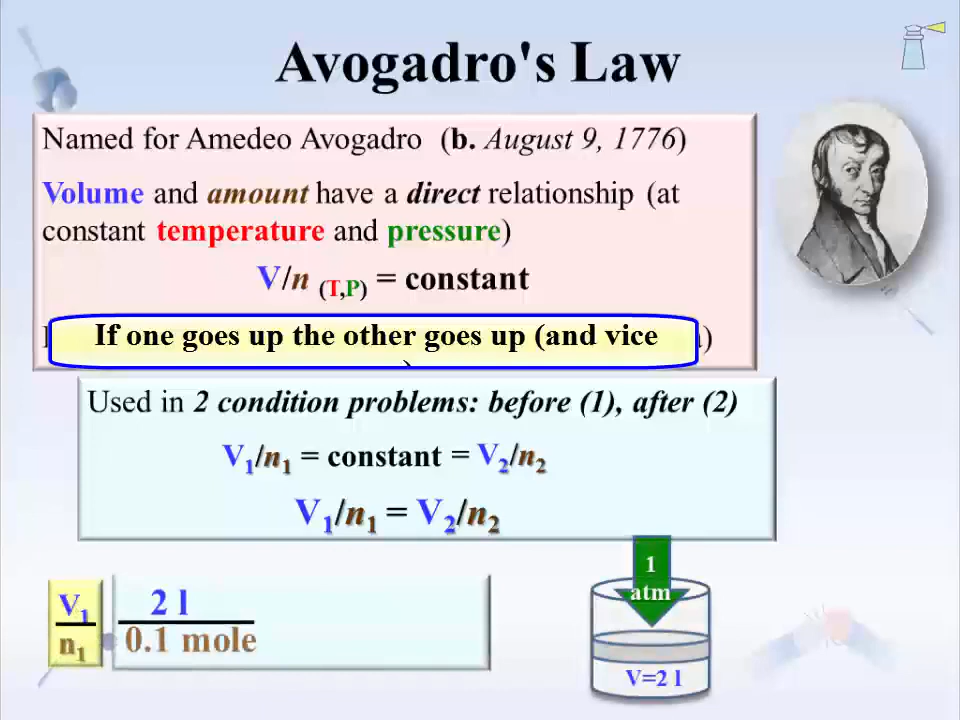 Avogadro's Law
Named for Amedeo Avogadro (b. August 9, 1776)
Volume and amount have a direct relationship (at
constant temperature and pressure)
V/n (T,P) = constant
If one goes up the other goes up (and vice
Used in 2 condition problems: before (1), after (2)
V₁/n₁ = constant = V₂/n₂
V₁/n₁ = V₂/n₂
V₁
n₁
2 l
0.1 mole
1
atm
V=2 l